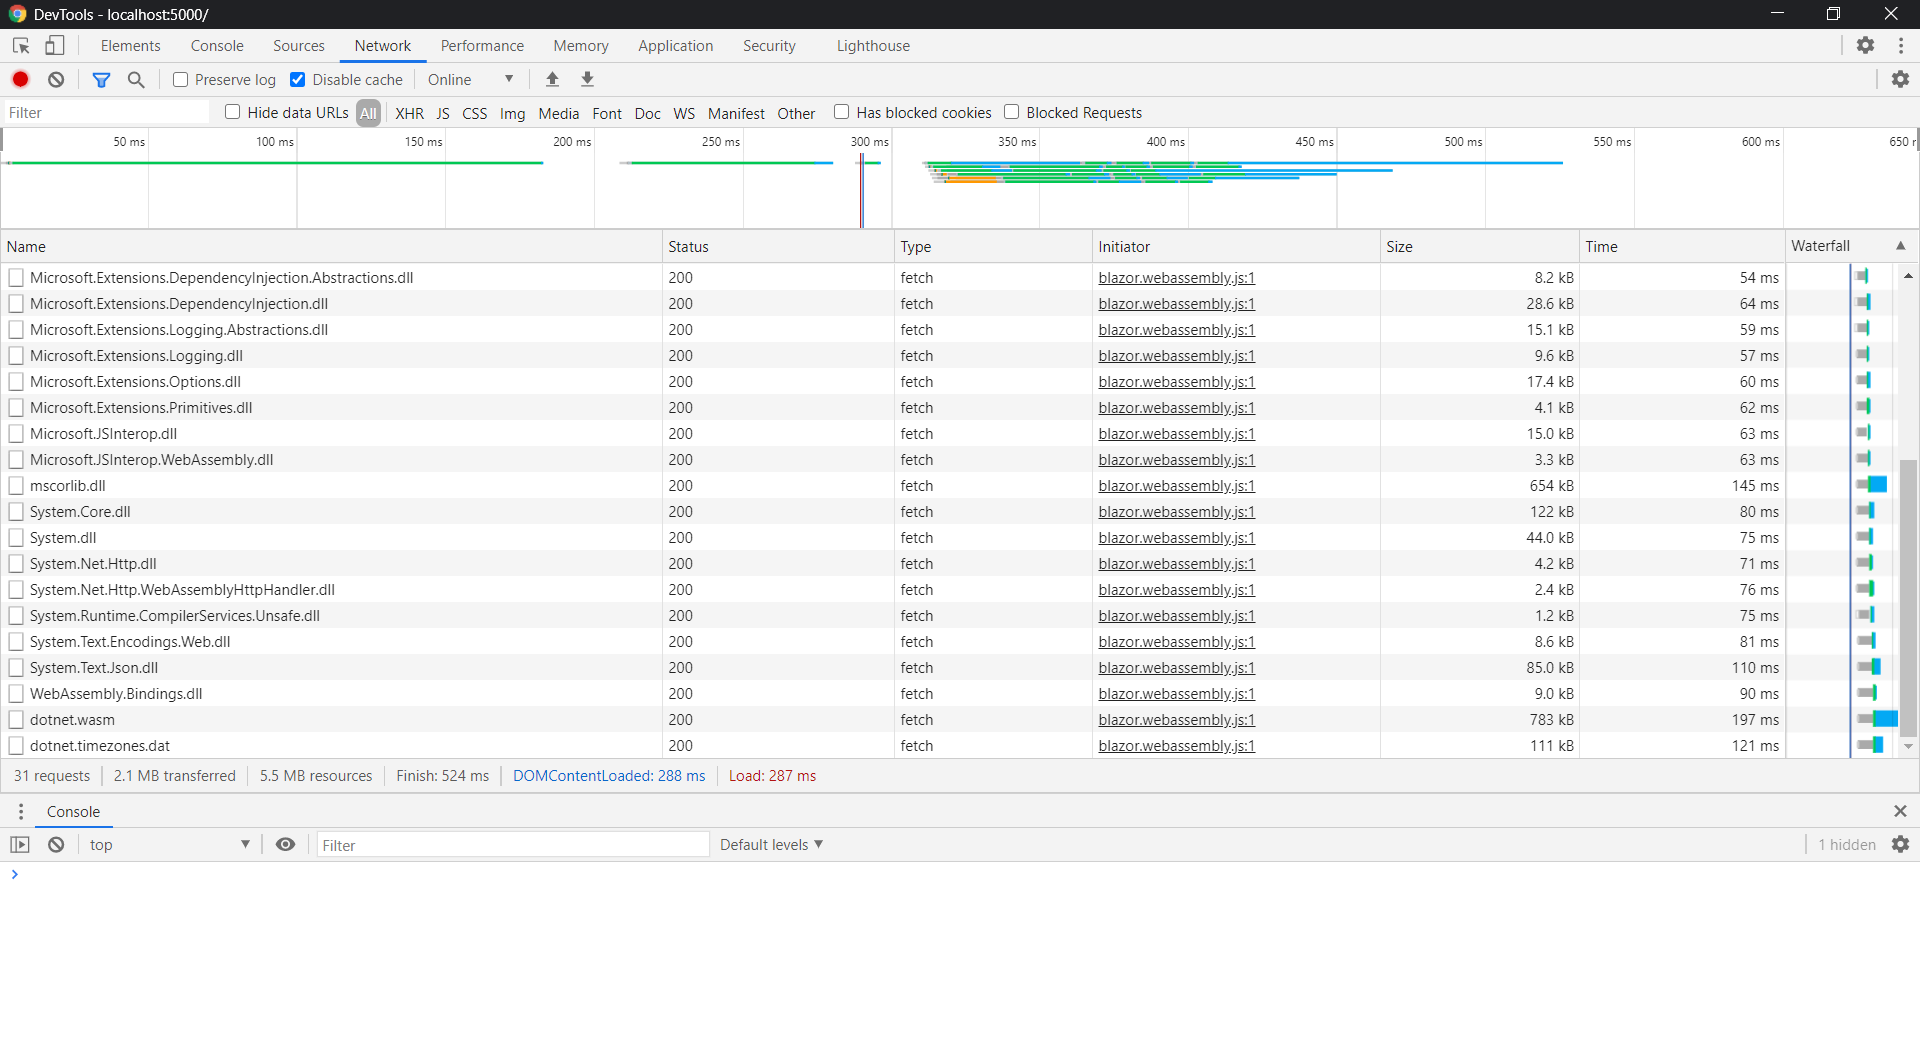 DevTools - localhost:5000/
Elements Console Sources Network Performance Memory Application Security Lighthouse
Preserve log Disable cache Online
Filter Hide data URLs All XHR JS CSS Img Media Font Doc WS Manifest Other Has blocked cookies Blocked Requests
50 ms 100 ms 150 ms 200 ms 250 ms 300 ms 350 ms 400 ms 450 ms 500 ms 550 ms 600 ms 650 r
Name Status Type Initiator Size Time Waterfall
Microsoft.Extensions.DependencyInjection.Abstractions.dll 200 fetch blazor.webassembly.js:1 8.2 kB 54 ms
Microsoft.Extensions.DependencyInjection.dll 200 fetch blazor.webassembly.js:1 28.6 kB 64 ms
Microsoft.Extensions.Logging.Abstractions.dll 200 fetch blazor.webassembly.js:1 15.1 kB 59 ms
Microsoft.Extensions.Logging.dll 200 fetch blazor.webassembly.js:1 9.6 kB 57 ms
Microsoft.Extensions.Options.dll 200 fetch blazor.webassembly.js:1 17.4 kB 60 ms
Microsoft.Extensions.Primitives.dll 200 fetch blazor.webassembly.js:1 4.1 kB 62 ms
Microsoft.JSInterop.dll 200 fetch blazor.webassembly.js:1 15.0 kB 63 ms
Microsoft.JSInterop.WebAssembly.dll 200 fetch blazor.webassembly.js:1 3.3 kB 63 ms
mscorlib.dll 200 fetch blazor.webassembly.js:1 654 kB 145 ms
System.Core.dll 200 fetch blazor.webassembly.js:1 122 kB 80 ms
System.dll 200 fetch blazor.webassembly.js:1 44.0 kB 75 ms
System.Net.Http.dll 200 fetch blazor.webassembly.js:1 4.2 kB 71 ms
System.Net.Http.WebAssemblyHttpHandler.dll 200 fetch blazor.webassembly.js:1 2.4 kB 76 ms
System.Runtime.CompilerServices.Unsafe.dll 200 fetch blazor.webassembly.js:1 1.2 kB 75 ms
System.Text.Encodings.Web.dll 200 fetch blazor.webassembly.js:1 8.6 kB 81 ms
System.Text.Json.dll 200 fetch blazor.webassembly.js:1 85.0 kB 110 ms
WebAssembly.Bindings.dll 200 fetch blazor.webassembly.js:1 9.0 kB 90 ms
dotnet.wasm 200 fetch blazor.webassembly.js:1 783 kB 197 ms
dotnet.timezones.dat 200 fetch blazor.webassembly.js:1 111 kB 121 ms
31 requests 2.1 MB transferred 5.5 MB resources Finish: 524 ms DOMContentLoaded: 288 ms Load: 287 ms
Console
top Filter Default levels 1 hidden